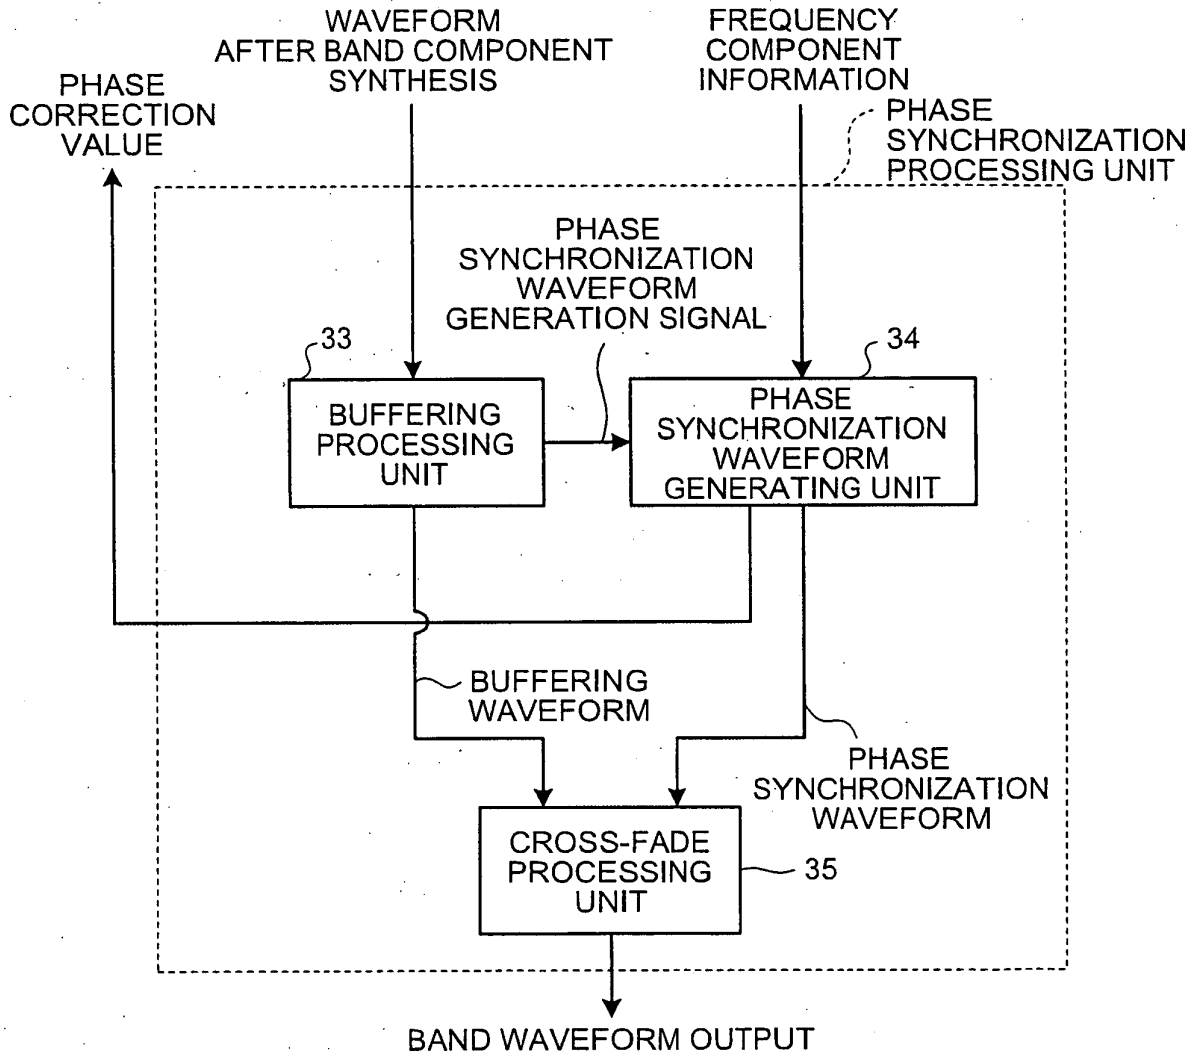 WAVEFORM
AFTER BAND COMPONENT
SYNTHESIS
FREQUENCY
COMPONENT
INFORMATION
PHASE
CORRECTION
VALUE
PHASE
SYNCHRONIZATION
PROCESSING UNIT
PHASE
SYNCHRONIZATION
WAVEFORM
GENERATION SIGNAL
33
34
BUFFERING
PROCESSING
UNIT
PHASE
SYNCHRONIZATION
WAVEFORM
GENERATING UNIT
BUFFERING
WAVEFORM
PHASE
SYNCHRONIZATION
WAVEFORM
CROSS-FADE
PROCESSING
UNIT
35
BAND WAVEFORM OUTPUT